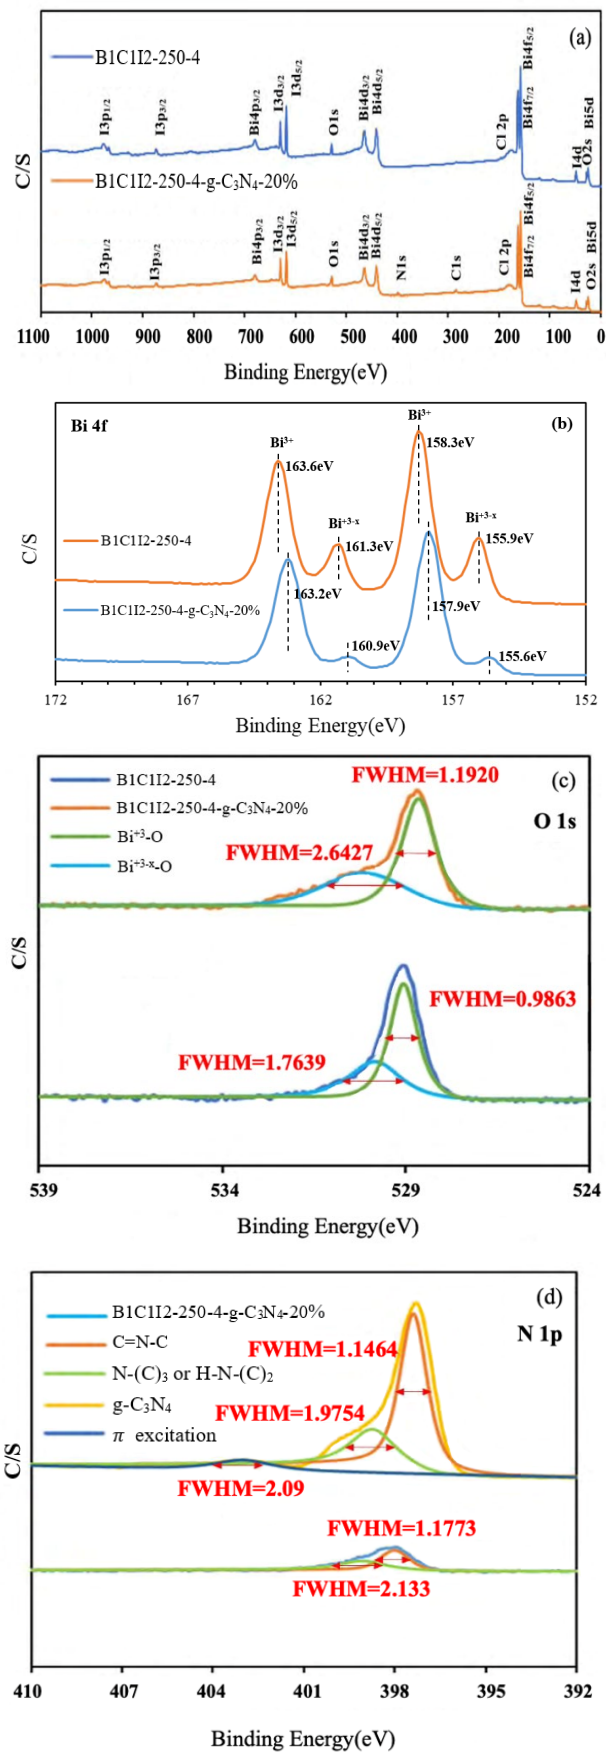 (a)
B1C1I2-250-4
I3p1/2
I3p3/2
Bi4p3/2
I3d3/2
I3d5/2
O1s
Bi4d3/2
Bi4d5/2
Cl 2p
Bi4f5/2
Bi4f7/2
I4d
O2s
Bi5d
C/S
B1C1I2-250-4-g-C3N4-20%
I3p1/2
I3p3/2
Bi4p3/2
I3d3/2
I3d5/2
O1s
Bi4d3/2
Bi4d5/2
N1s
C1s
Cl 2p
Bi4f5/2
Bi4f7/2
I4d
O2s
Bi5d
1100 1000 900 800 700 600 500 400 300 200 100 0
Binding Energy(eV)
Bi 4f
(b)
Bi3+
158.3eV
Bi3+
163.6eV
Bi+3-x
161.3eV
Bi+3-x
155.9eV
C/S
B1C1I2-250-4
B1C1I2-250-4-g-C3N4-20%
163.2eV
157.9eV
160.9eV
155.6eV
172 167 162 157 152
Binding Energy(eV)
(c)
O 1s
B1C1I2-250-4
B1C1I2-250-4-g-C3N4-20%
Bi+3-O
Bi+3-x-O
FWHM=1.1920
FWHM=2.6427
C/S
FWHM=0.9863
FWHM=1.7639
539 534 529 524
Binding Energy(eV)
(d)
N 1p
B1C1I2-250-4-g-C3N4-20%
C=N-C
N-(C)3 or H-N-(C)2
g-C3N4
π excitation
FWHM=1.1464
FWHM=1.9754
C/S
FWHM=2.09
FWHM=1.1773
FWHM=2.133
410 407 404 401 398 395 392
Binding Energy(eV)